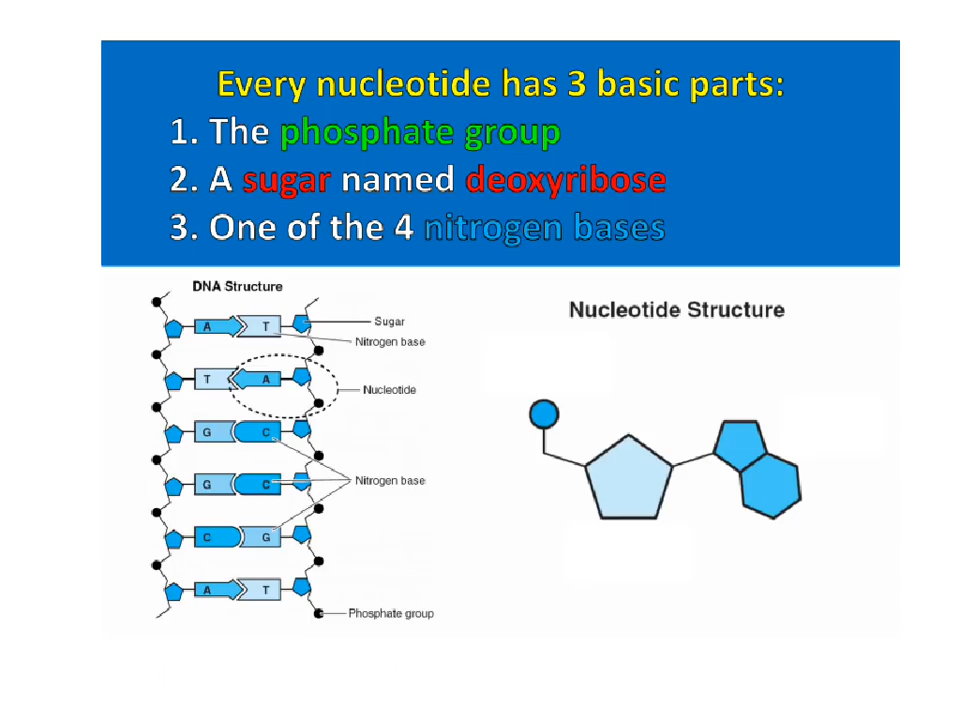 Every nucleotide has 3 basic parts:
1. The phosphate group
2. A sugar named deoxyribose
3. One of the 4 nitrogen bases
DNA Structure
A T
Sugar
Nitrogen base
T A
Nucleotide
G C
G C
Nitrogen base
C G
A T
Phosphate group
Nucleotide Structure